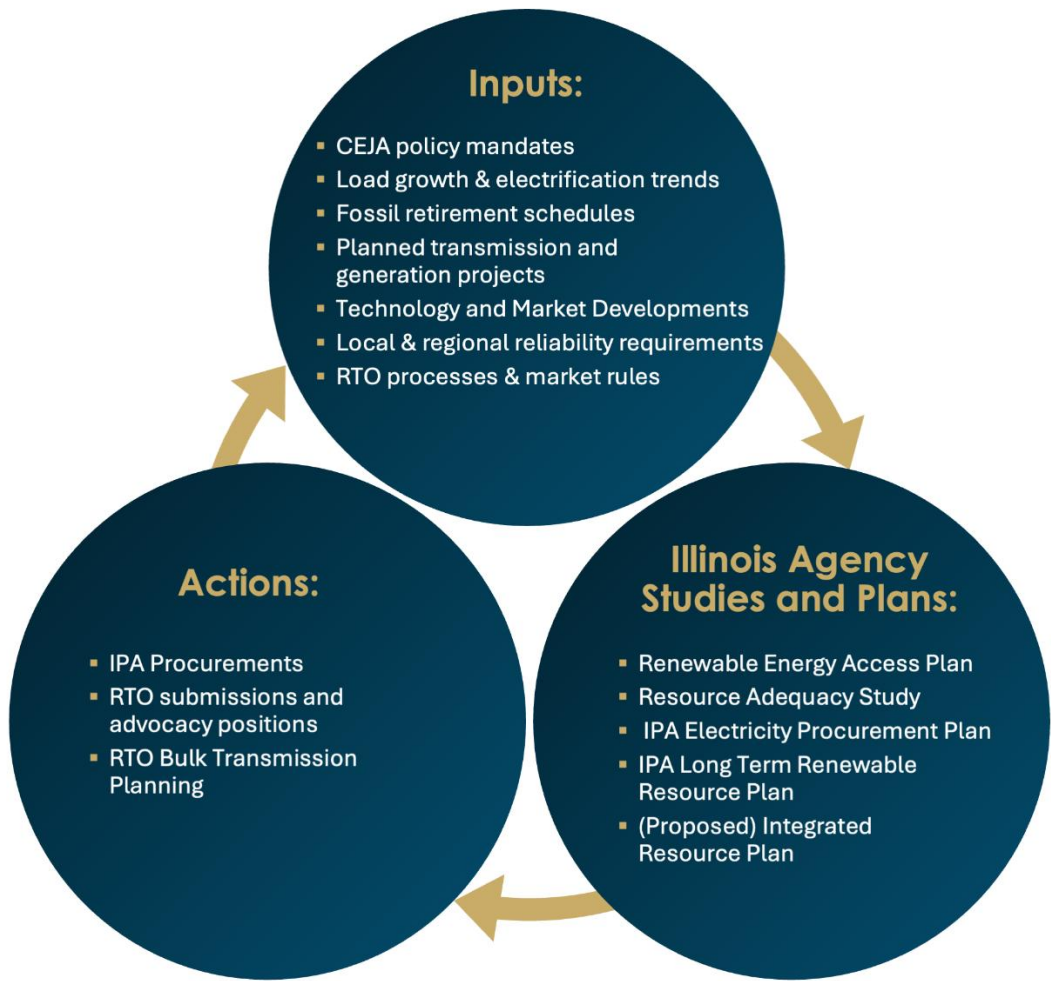 Inputs:
▪ CEJA policy mandates
▪ Load growth & electrification trends
▪ Fossil retirement schedules
▪ Planned transmission and
generation projects
▪ Technology and Market Developments
▪ Local & regional reliability requirements
▪ RTO processes & market rules
Illinois Agency
Studies and Plans:
▪ Renewable Energy Access Plan
▪ Resource Adequacy Study
▪ IPA Electricity Procurement Plan
▪ IPA Long Term Renewable
Resource Plan
▪ (Proposed) Integrated
Resource Plan
Actions:
▪ IPA Procurements
▪ RTO submissions and
advocacy positions
▪ RTO Bulk Transmission
Planning